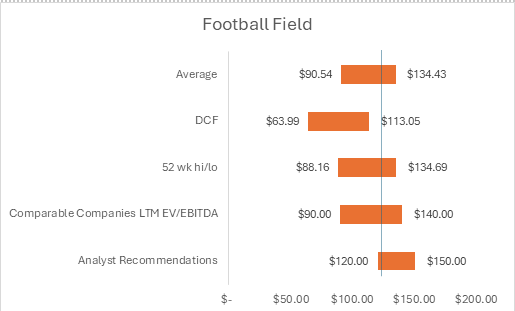 Football Field
Average $90.54 $134.43
DCF $63.99 $113.05
52 wk hi/lo $88.16 $134.69
Comparable Companies LTM EV/EBITDA $90.00 $140.00
Analyst Recommendations $120.00 $150.00
$- $50.00 $100.00 $150.00 $200.00